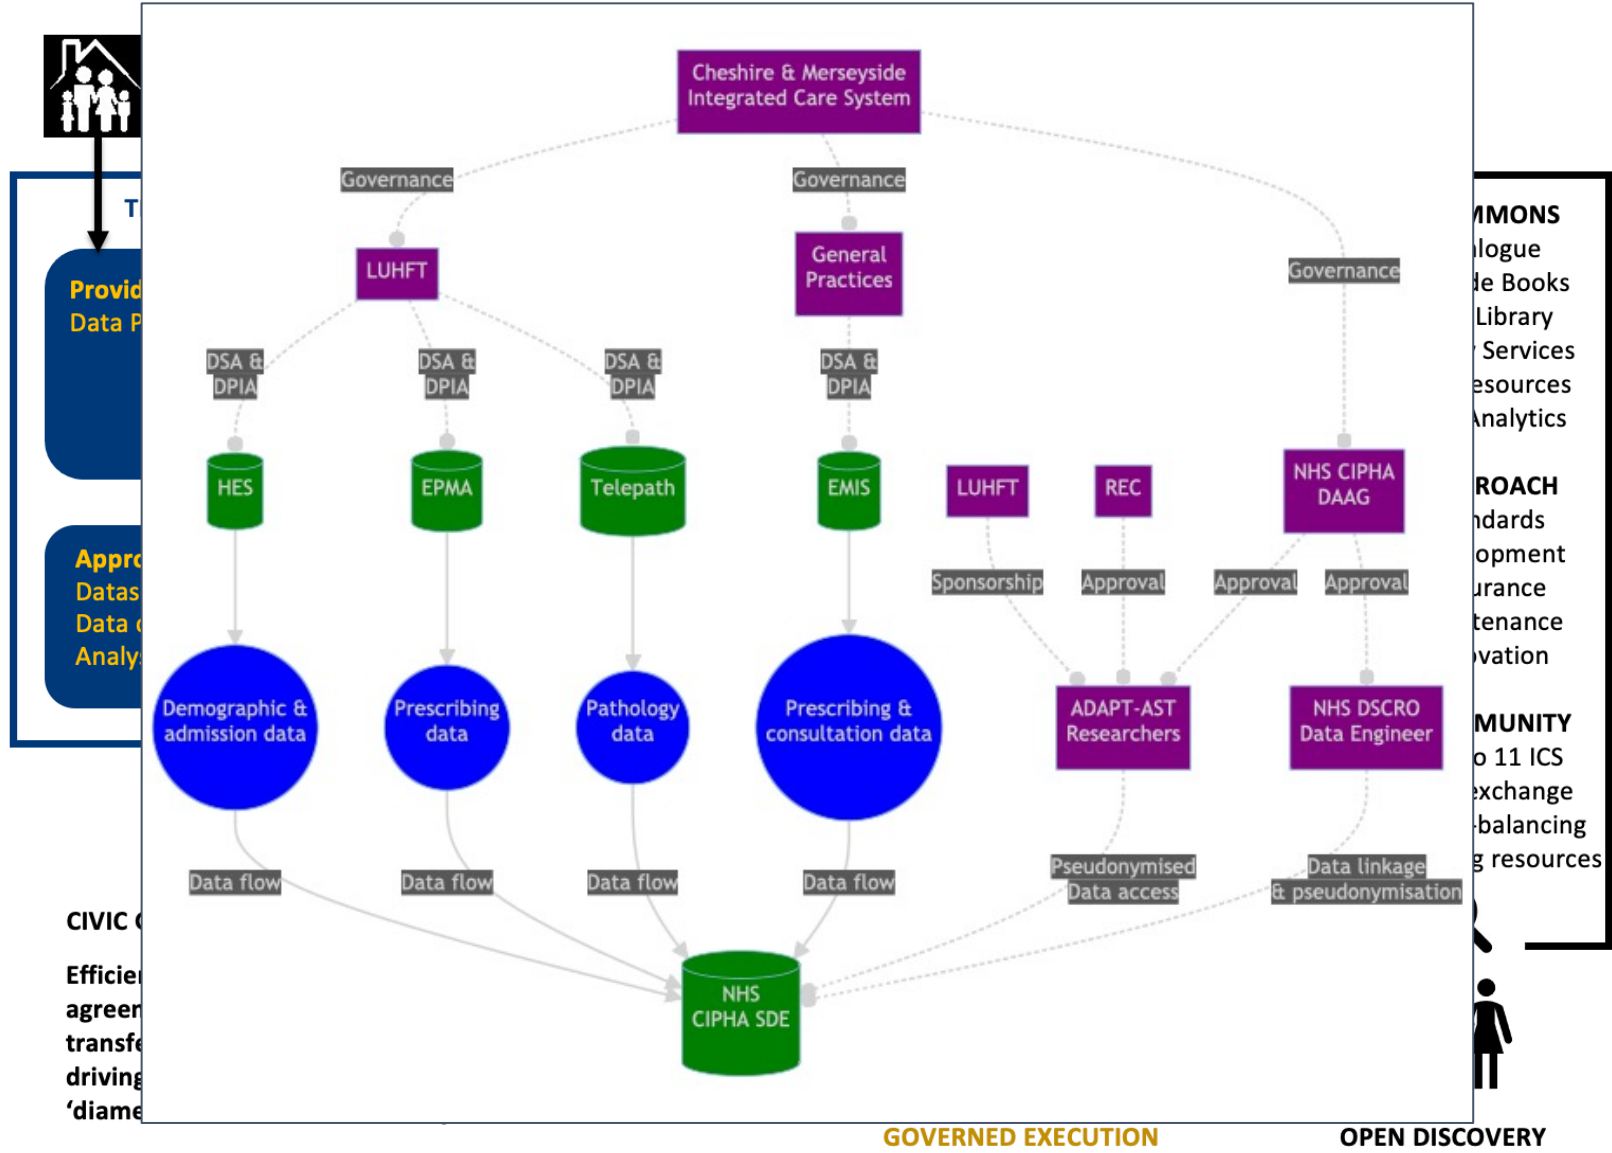 Cheshire & Merseyside
Integrated Care System
Governance
Governance
Governance
LUHFT
General
Practices
DSA &
DPIA
DSA &
DPIA
DSA &
DPIA
DSA &
DPIA
HES
EPMA
Telepath
EMIS
LUHFT
REC
NHS CIPHA
DAAG
Sponsorship
Approval
Approval
Approval
Demographic &
admission data
Prescribing
data
Pathology
data
Prescribing &
consultation data
ADAPT-AST
Researchers
NHS DSCRO
Data Engineer
Data flow
Data flow
Data flow
Data flow
Pseudonymised
Data access
Data linkage
& pseudonymisation
NHS
CIPHA SDE
T
Provid
Data P
Appro
Datas
Data
Analy
CIVIC
Efficie
agreen
transfe
driving
‘diame
MMONS
alogue
de Books
Library
Services
esources
Analytics
ROACH
ndards
opment
urance
tenance
ovation
MUNITY
o 11 ICS
exchange
-balancing
g resources
GOVERNED EXECUTION
OPEN DISCOVERY